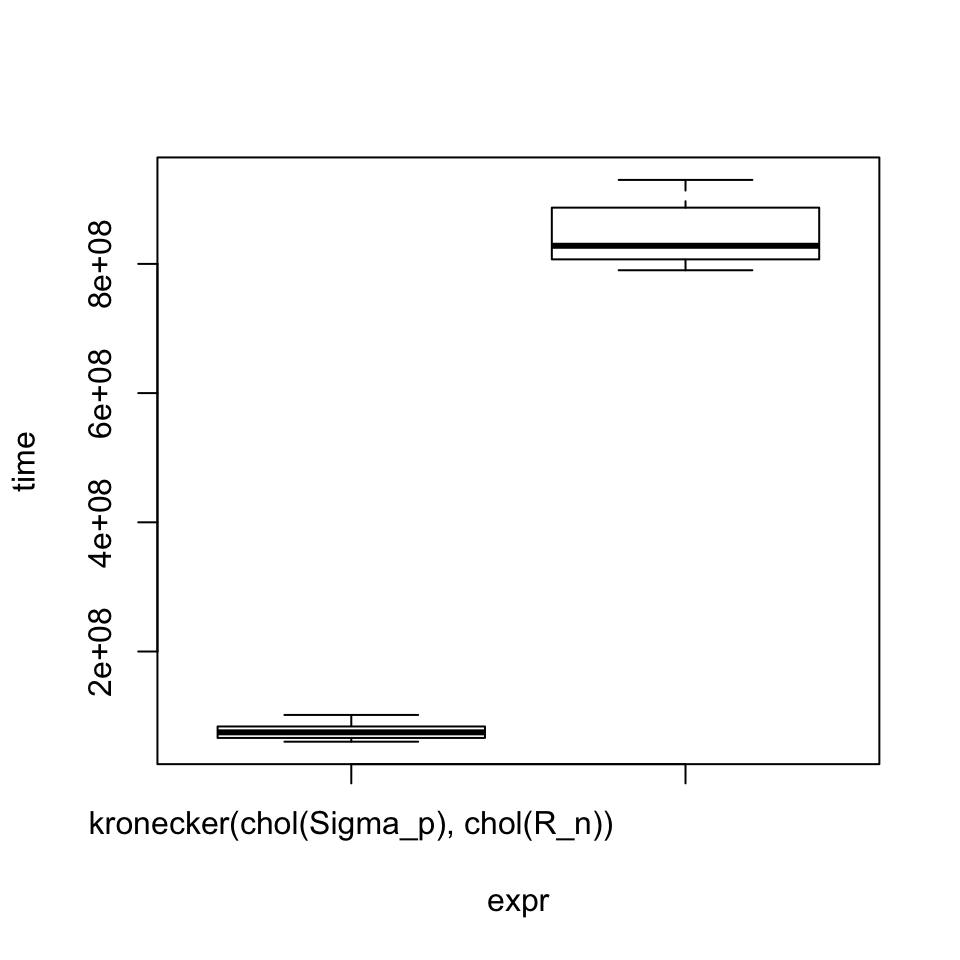 time
8e+08
6e+08
4e+08
2e+08
kronecker(chol(Sigma_p), chol(R_n))
expr